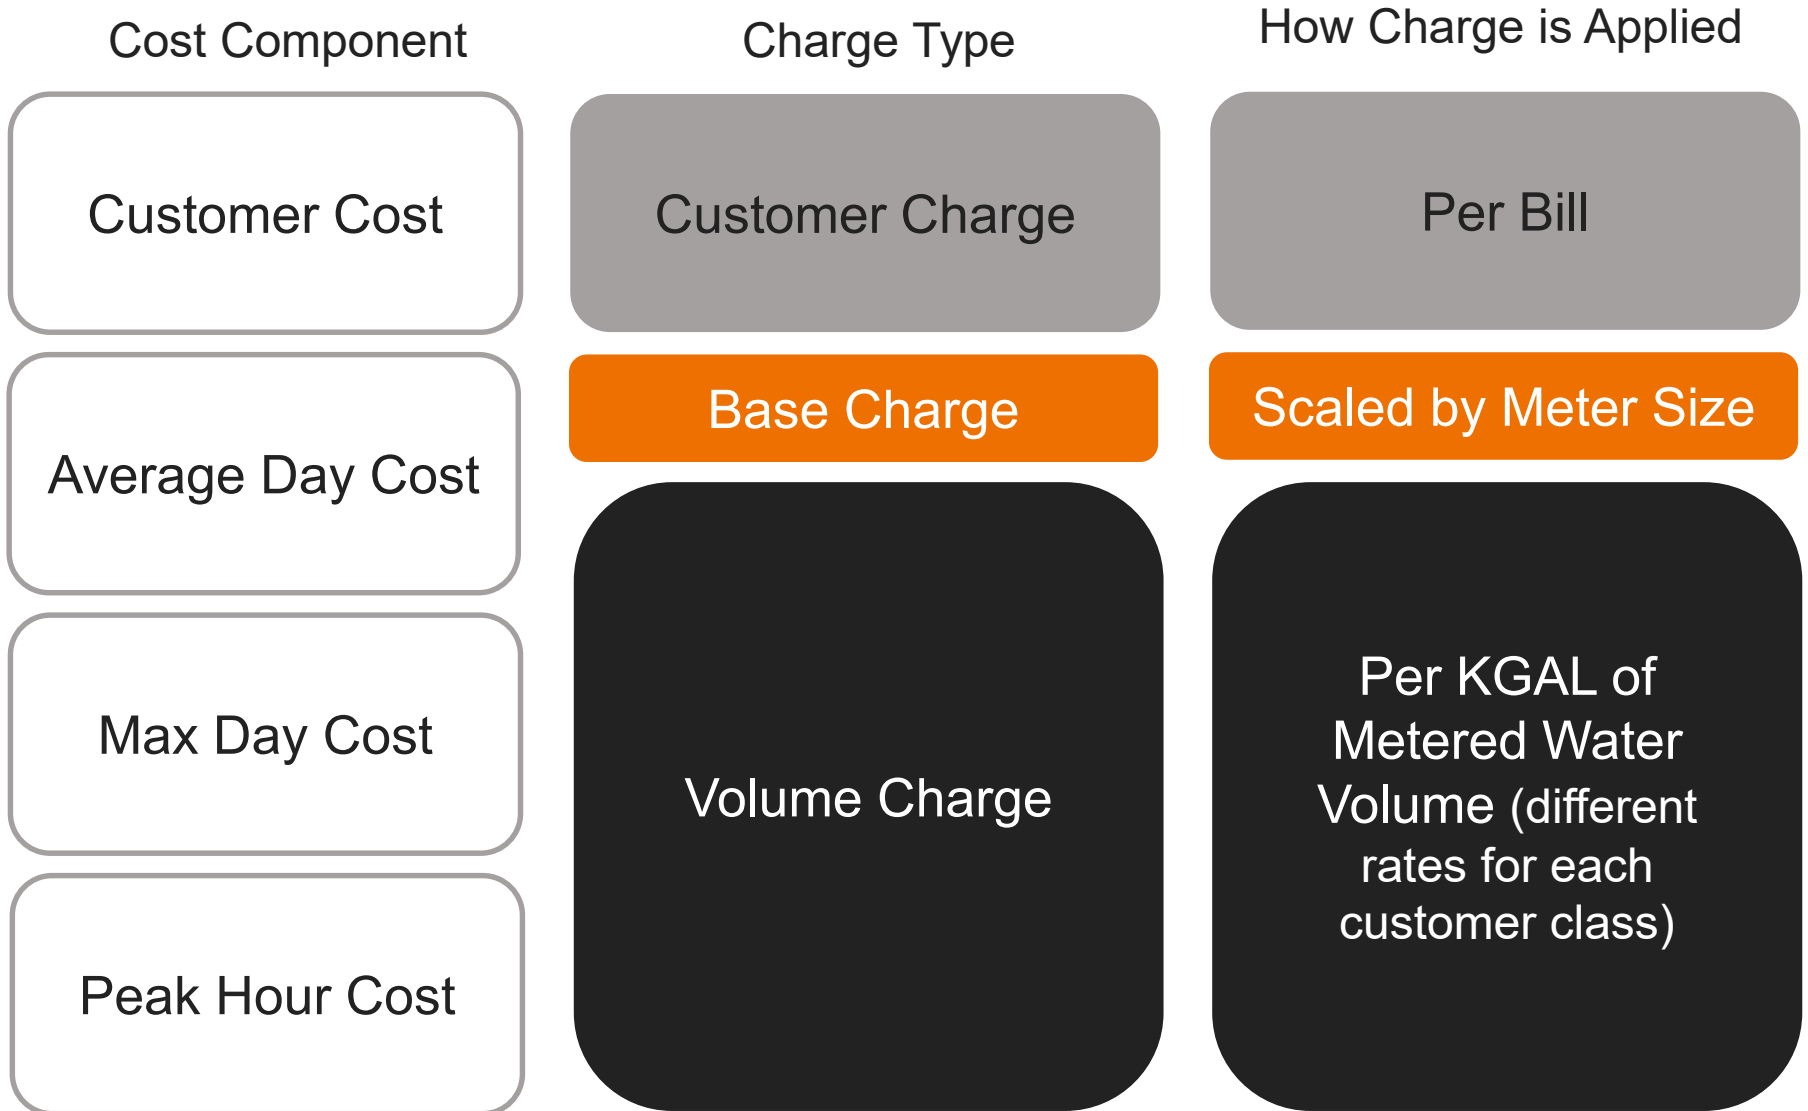 Cost Component
Charge Type
How Charge is Applied
Customer Cost
Customer Charge
Per Bill
Average Day Cost
Base Charge
Scaled by Meter Size
Max Day Cost
Peak Hour Cost
Volume Charge
Per KGAL of
Metered Water
Volume (different
rates for each
customer class)